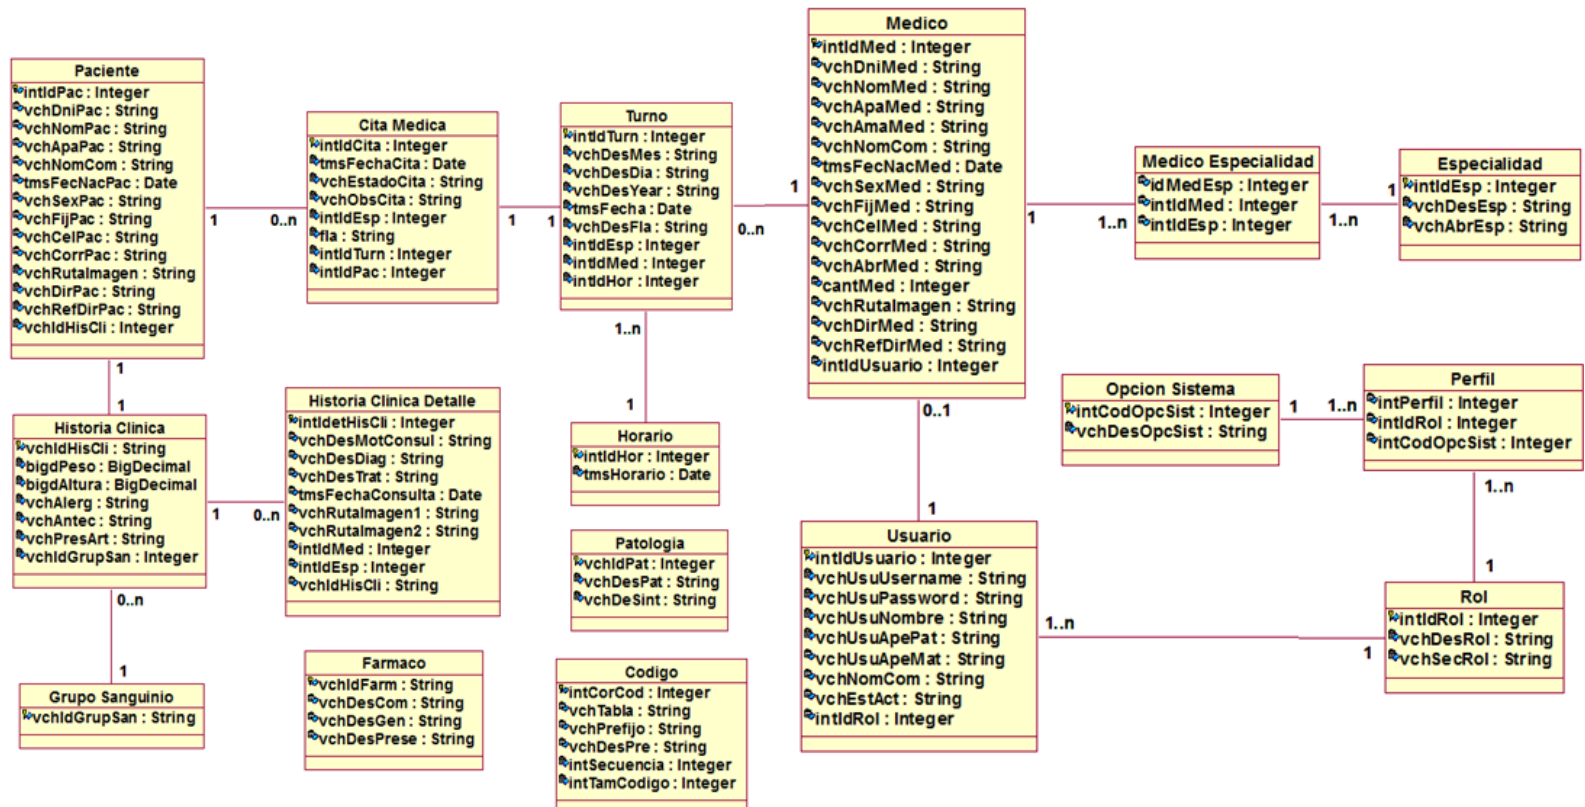 Paciente
intIdPac : Integer
vchDniPac : String
vchNomPac : String
vchApaPac : String
vchNomCom : String
tmsFecNacPac : Date
vchSexPac : String
vchFijPac : String
vchCelPac : String
vchCorrPac : String
vchRutaImagen : String
vchDirPac : String
vchRefDirPac : String
vchIdHisCli : Integer
1
0..n
Cita Medica
intIdCita : Integer
tmsFechaCita : Date
vchEstadoCita : String
vchObsCita : String
intIdEsp : Integer
fla : String
intIdTurn : Integer
intIdPac : Integer
1
1
Turno
intIdTurn : Integer
vchDesMes : String
vchDesDia : String
vchDesYear : String
tmsFecha : Date
vchDesFla : String
intIdEsp : Integer
intIdMed : Integer
intIdHor : Integer
0..n
1
Medico
intIdMed : Integer
vchDniMed : String
vchNomMed : String
vchApaMed : String
vchAmaMed : String
vchNomCom : String
tmsFecNacMed : Date
vchSexMed : String
vchFijMed : String
vchCelMed : String
vchCorrMed : String
vchAbrMed : String
cantMed : Integer
vchRutaImagen : String
vchDirMed : String
vchRefDirMed : String
intIdUsuario : Integer
1
1..n
Medico Especialidad
idMedEsp : Integer
intIdMed : Integer
intIdEsp : Integer
1..n
1
Especialidad
intIdEsp : Integer
vchDesEsp : String
vchAbrEsp : String
1
1
Historia Clinica
vchIdHisCli : String
bigdPeso : BigDecimal
bigdAltura : BigDecimal
vchAlerg : String
vchAntec : String
vchPresArt : String
vchIdGrupSan : Integer
1
0..n
Historia Clinica Detalle
intIdetHisCli : Integer
vchDesMotConsul : String
vchDesDiag : String
vchDesTrat : String
tmsFechaConsulta : Date
vchRutaImagen1 : String
vchRutaImagen2 : String
intIdMed : Integer
intIdEsp : Integer
vchIdHisCli : String
1..n
1
Horario
intIdHor : Integer
tmsHorario : Date
Patologia
vchIdPat : Integer
vchDesPat : String
vchDeSint : String
0..1
1
Usuario
intIdUsuario : Integer
vchUsuUsername : String
vchUsuPassword : String
vchUsuNombre : String
vchUsuApePat : String
vchUsuApeMat : String
vchNomCom : String
vchEstAct : String
intIdRol : Integer
1..n
1
Opcion Sistema
intCodOpcSist : Integer
vchDesOpcSist : String
1
1..n
Perfil
intPerfil : Integer
intIdRol : Integer
intCodOpcSist : Integer
1..n
1
Rol
intIdRol : Integer
vchDesRol : String
vchSecRol : String
0..n
1
Grupo Sanguinio
vchIdGrupSan : String
Farmaco
vchIdFarm : String
vchDesCom : String
vchDesGen : String
vchDesPrese : String
Codigo
intCorCod : Integer
vchTabla : String
vchPrefijo : String
vchDesPre : String
intSecuencia : Integer
intTamCodigo : Integer